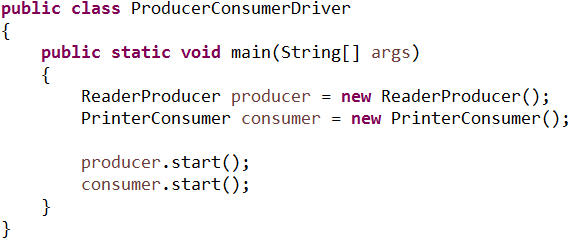 public class ProducerConsumerDriver
{
    public static void main(String[] args)
    {
        ReaderProducer producer = new ReaderProducer();
        PrinterConsumer consumer = new PrinterConsumer();

        producer.start();
        consumer.start();
    }
}